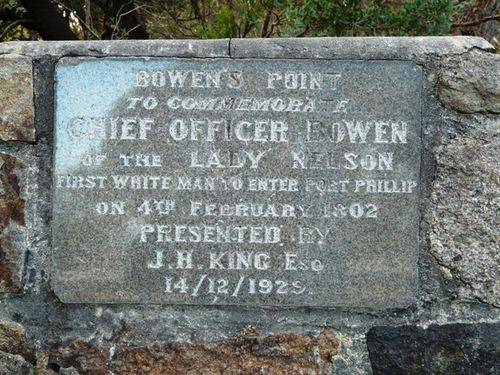 BOWEN'S POINT
TO COMMEMORATE
CHIEF OFFICER BOWEN
OF THE LADY NELSON
FIRST WHITE MAN TO ENTER PORT PHILLIP
ON 4TH FEBRUARY 1802
PRESENTED BY
J.H. KING ESQ
14/12/1929.